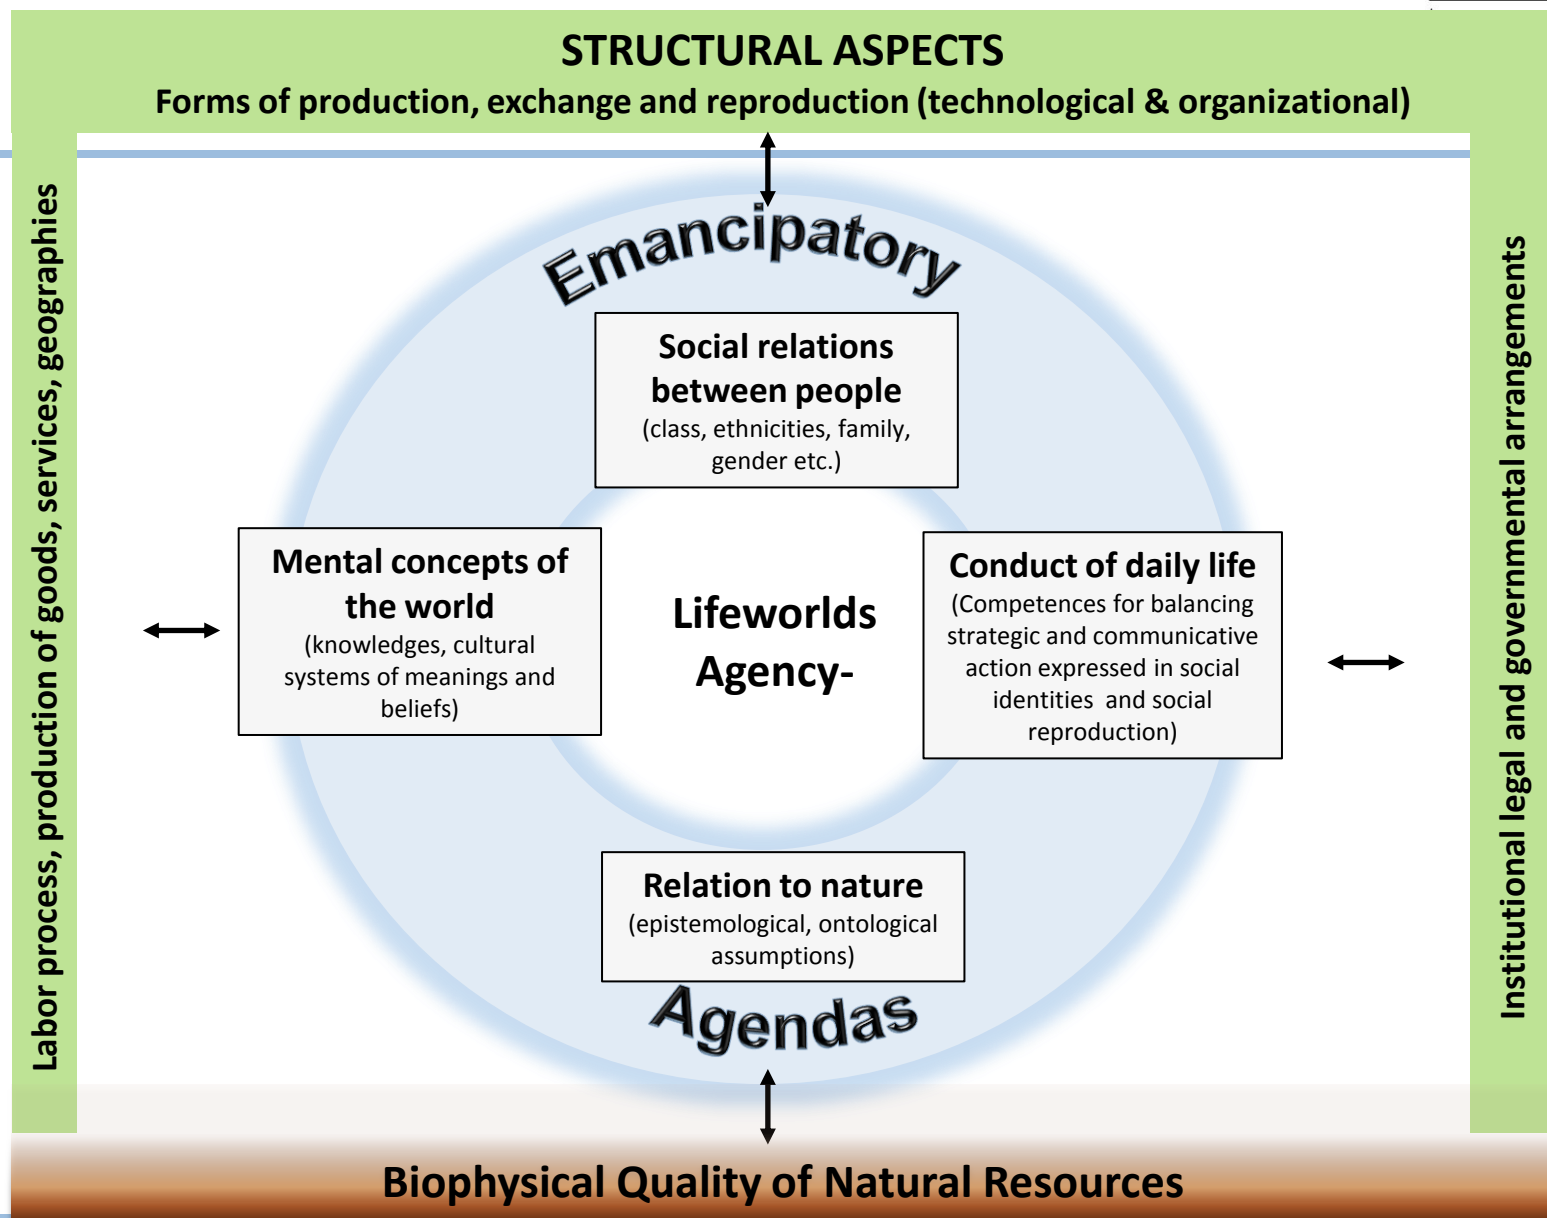 STRUCTURAL ASPECTS
Forms of production, exchange and reproduction (technological & organizational)
Labor process, production of goods, services, geographies
Emancipatory
Social relations
between people
(class, ethnicities, family,
gender etc.)
Mental concepts of
the world
(knowledges, cultural
systems of meanings and
beliefs)
Lifeworlds
Agency-
Conduct of daily life
(Competences for balancing
strategic and communicative
action expressed in social
identities  and social
reproduction)
Relation to nature
(epistemological, ontological
assumptions)
Agendas
Institutional legal and governmental arrangements
Biophysical Quality of Natural Resources